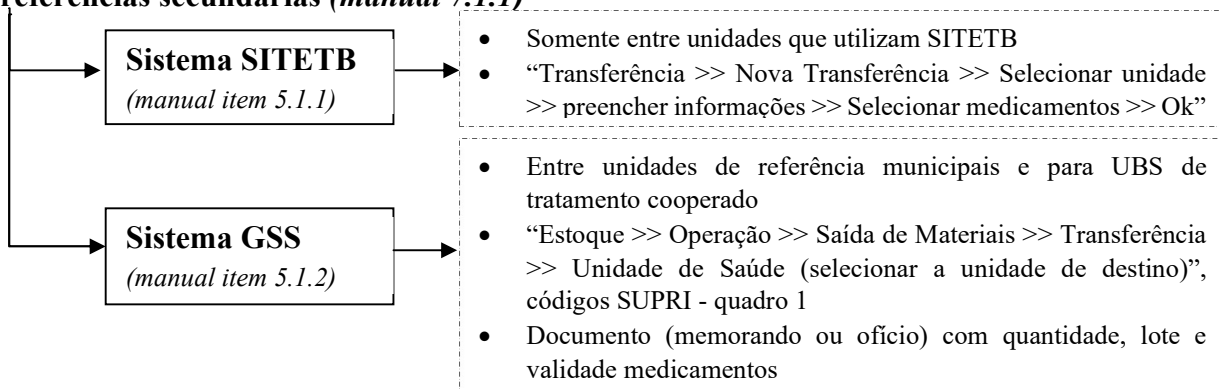 referências secundárias (manual 7.1.1)
Sistema SITETB
(manual item 5.1.1)
• Somente entre unidades que utilizam SITETB
• “Transferência >> Nova Transferência >> Selecionar unidade
>> preencher informações >> Selecionar medicamentos >> Ok”
Sistema GSS
(manual item 5.1.2)
• Entre unidades de referência municipais e para UBS de
tratamento cooperado
• “Estoque >> Operação >> Saída de Materiais >> Transferência
>> Unidade de Saúde (selecionar a unidade de destino)”,
códigos SUPRI - quadro 1
• Documento (memorando ou ofício) com quantidade, lote e
validade medicamentos